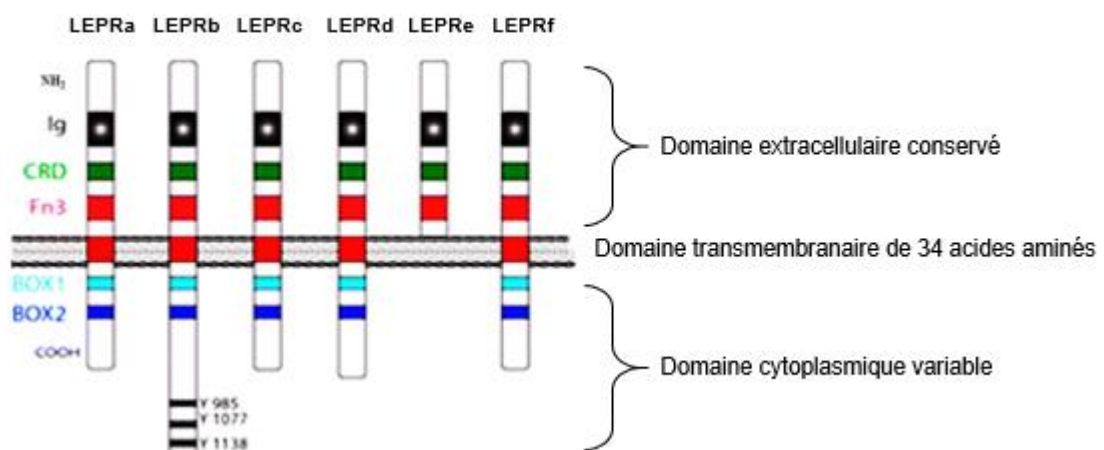 LEPRa LEPRb LEPRc LEPRd LEPRe LEPRf
NH₂
Ig
CRD
Fn3
BOX1
BOX2
COOH
Y 985
Y 1077
Y 1138
Domaine extracellulaire conservé
Domaine transmembranaire de 34 acides aminés
Domaine cytoplasmique variable